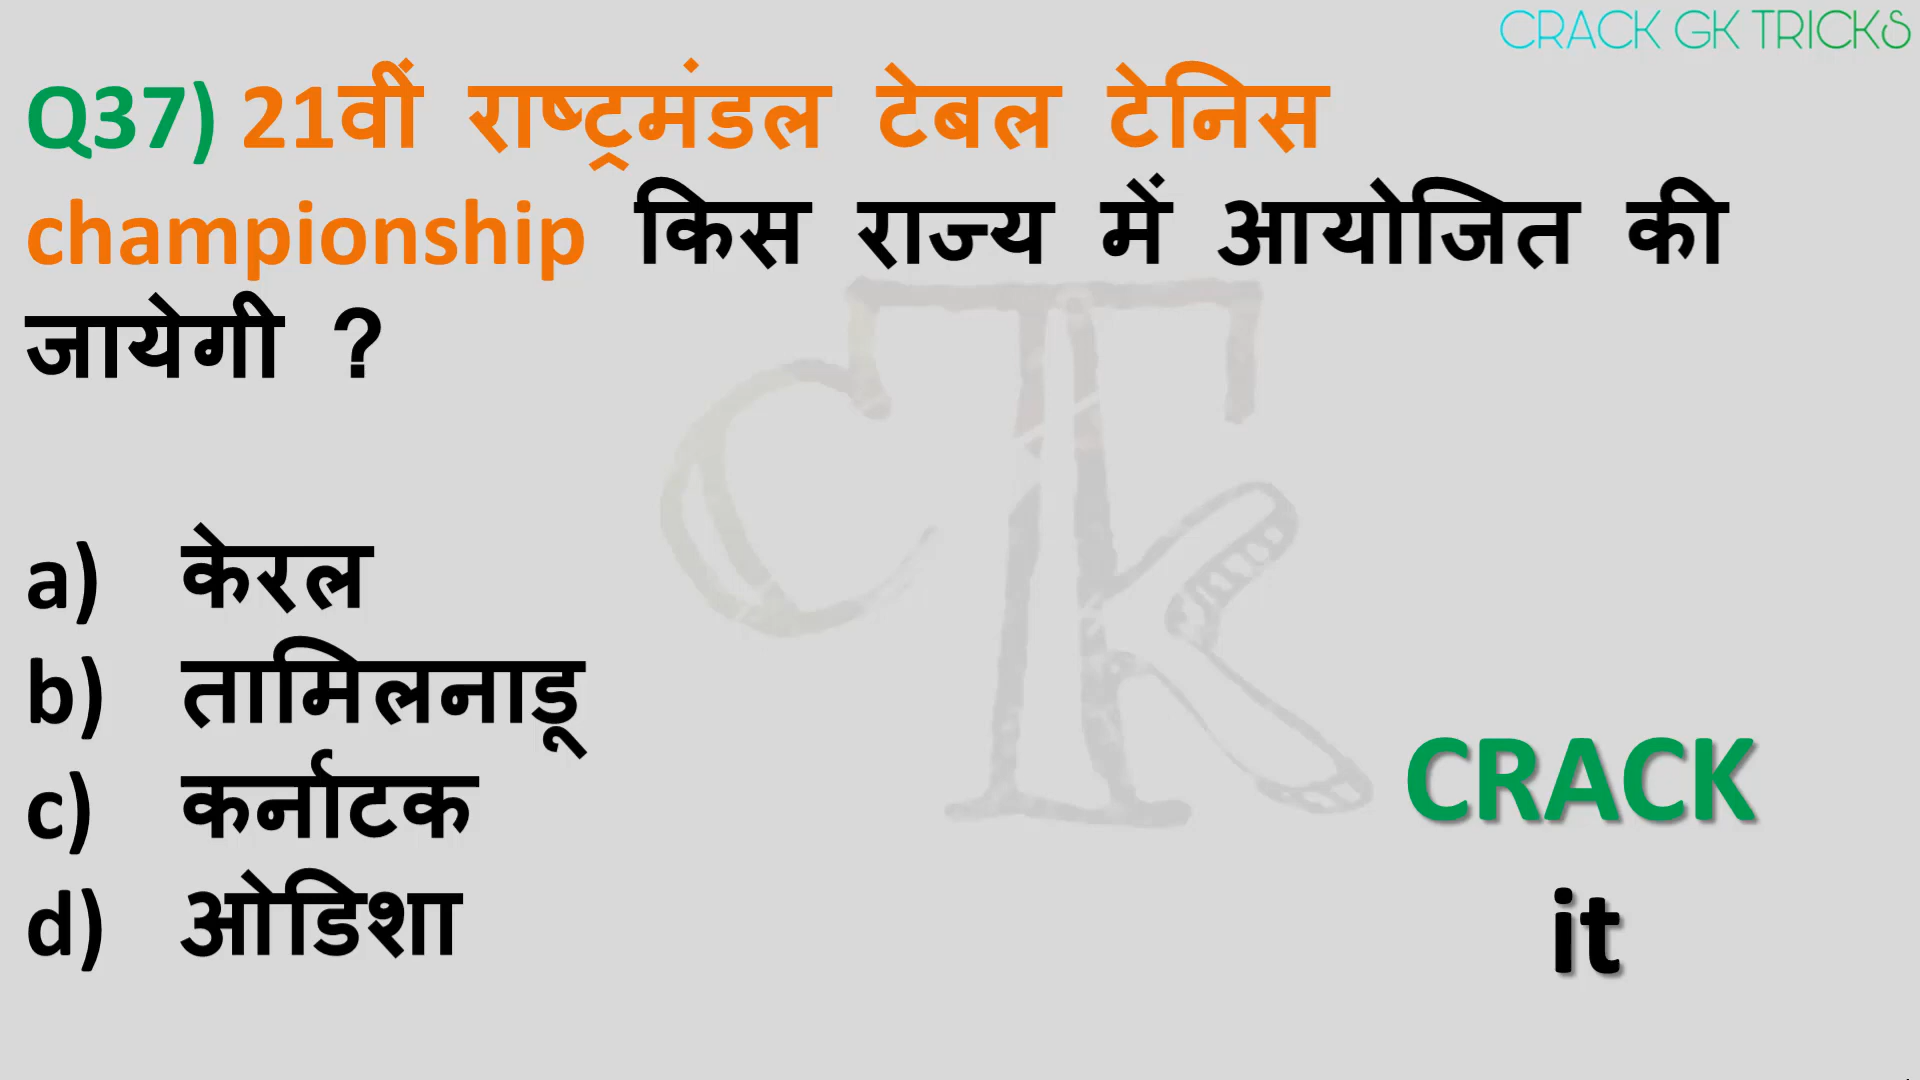 CRACK GK TRICKS
Q37) 21वीं राष्ट्रमंडल टेबल टेनिस
championship किस राज्य में आयोजित की
जायेगी ?
a) केरल
b) तामिलनाडू
c) कर्नाटक
d) ओडिशा
CRACK
it